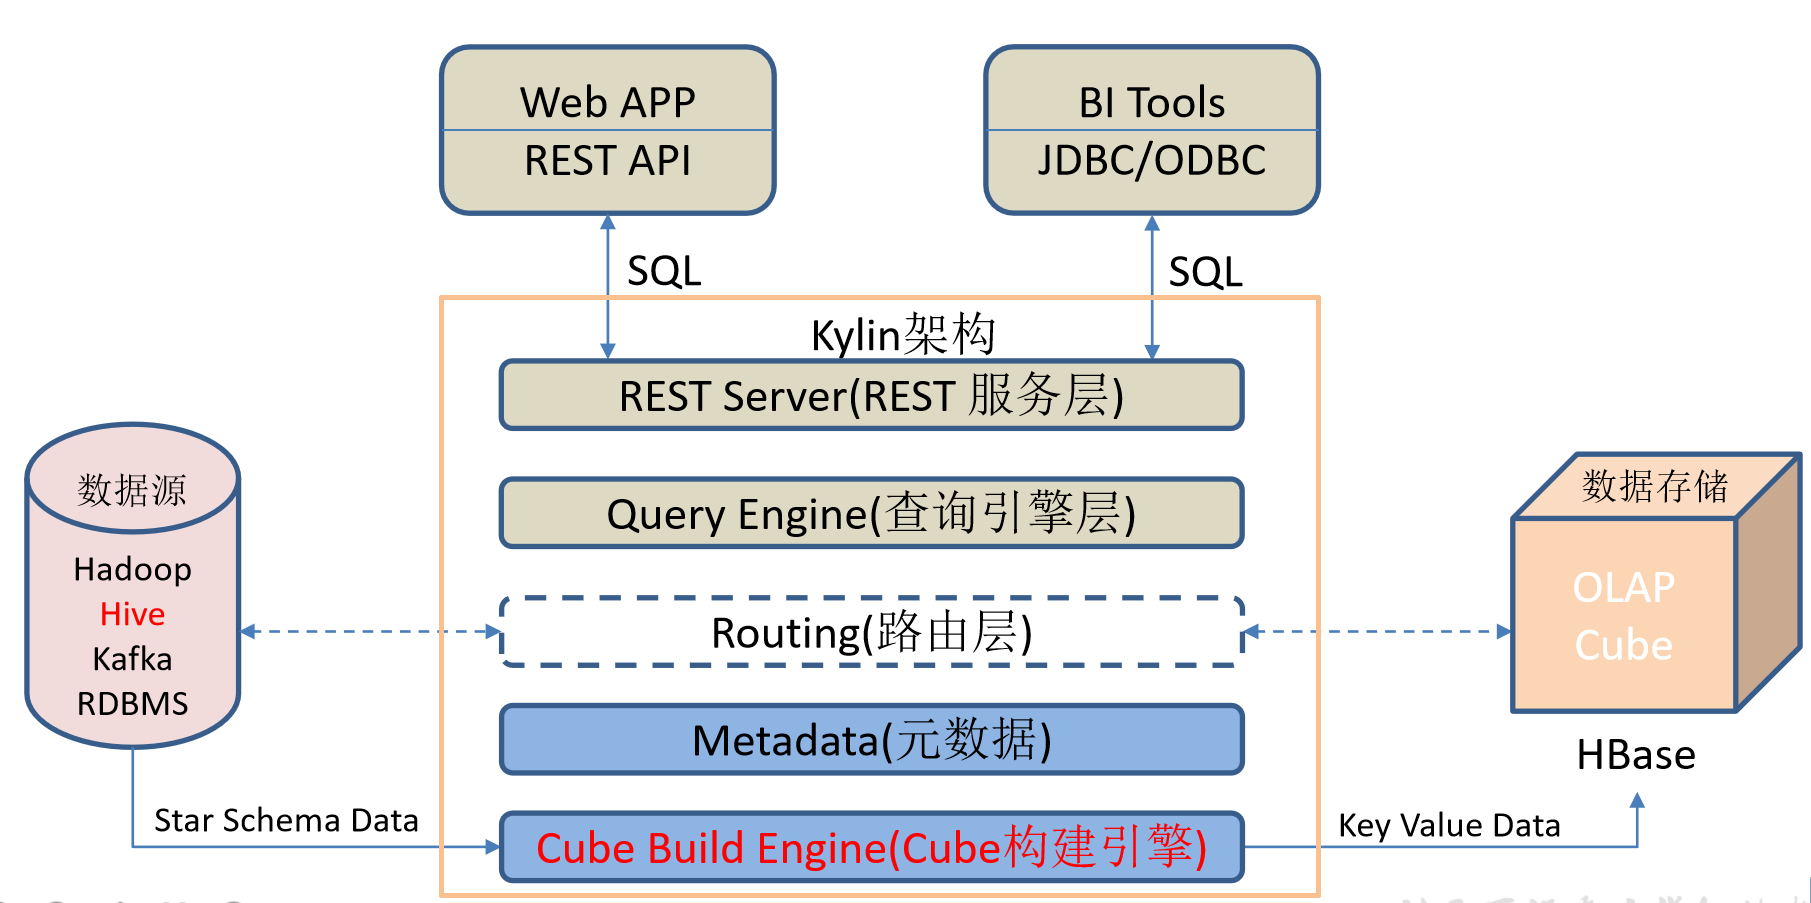 Web APP
REST API
BI Tools
JDBC/ODBC
SQL
SQL
Kylin架构
REST Server(REST 服务层)
Query Engine(查询引擎层)
Routing(路由层)
Metadata(元数据)
Cube Build Engine(Cube构建引擎)
数据源
Hadoop
Hive
Kafka
RDBMS
Star Schema Data
数据存储
OLAP
Cube
HBase
Key Value Data